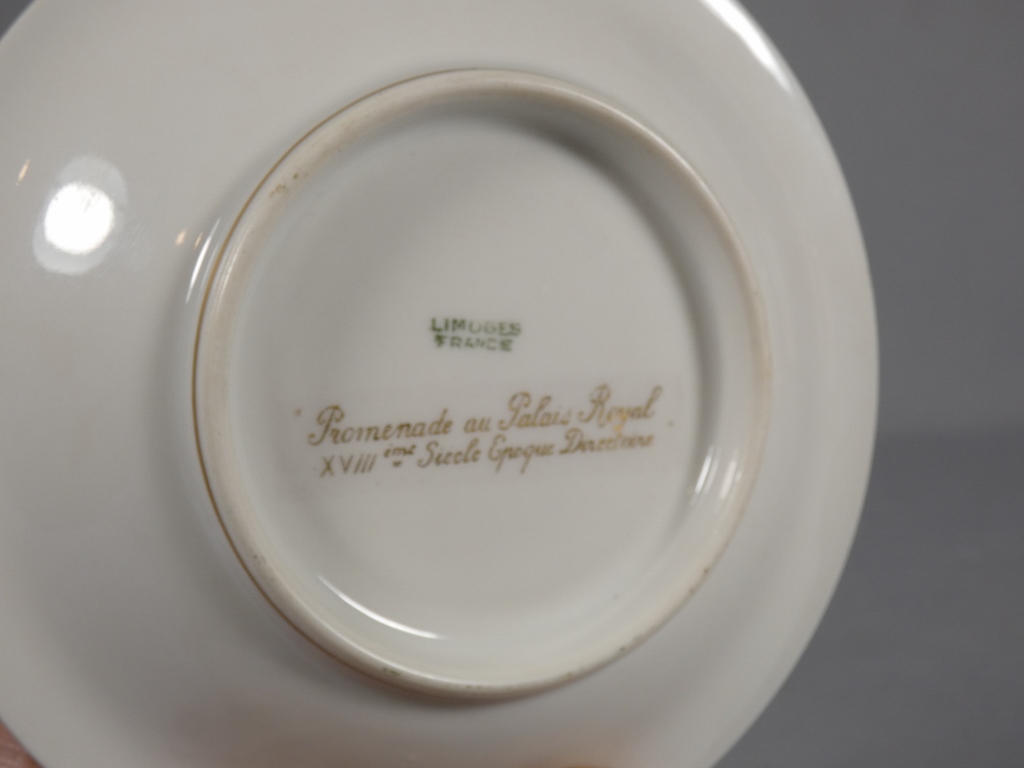 LIMOGES
FRANCE
Promenade au Palais-Royal
XVIII ème Siecle Epoque Directoire